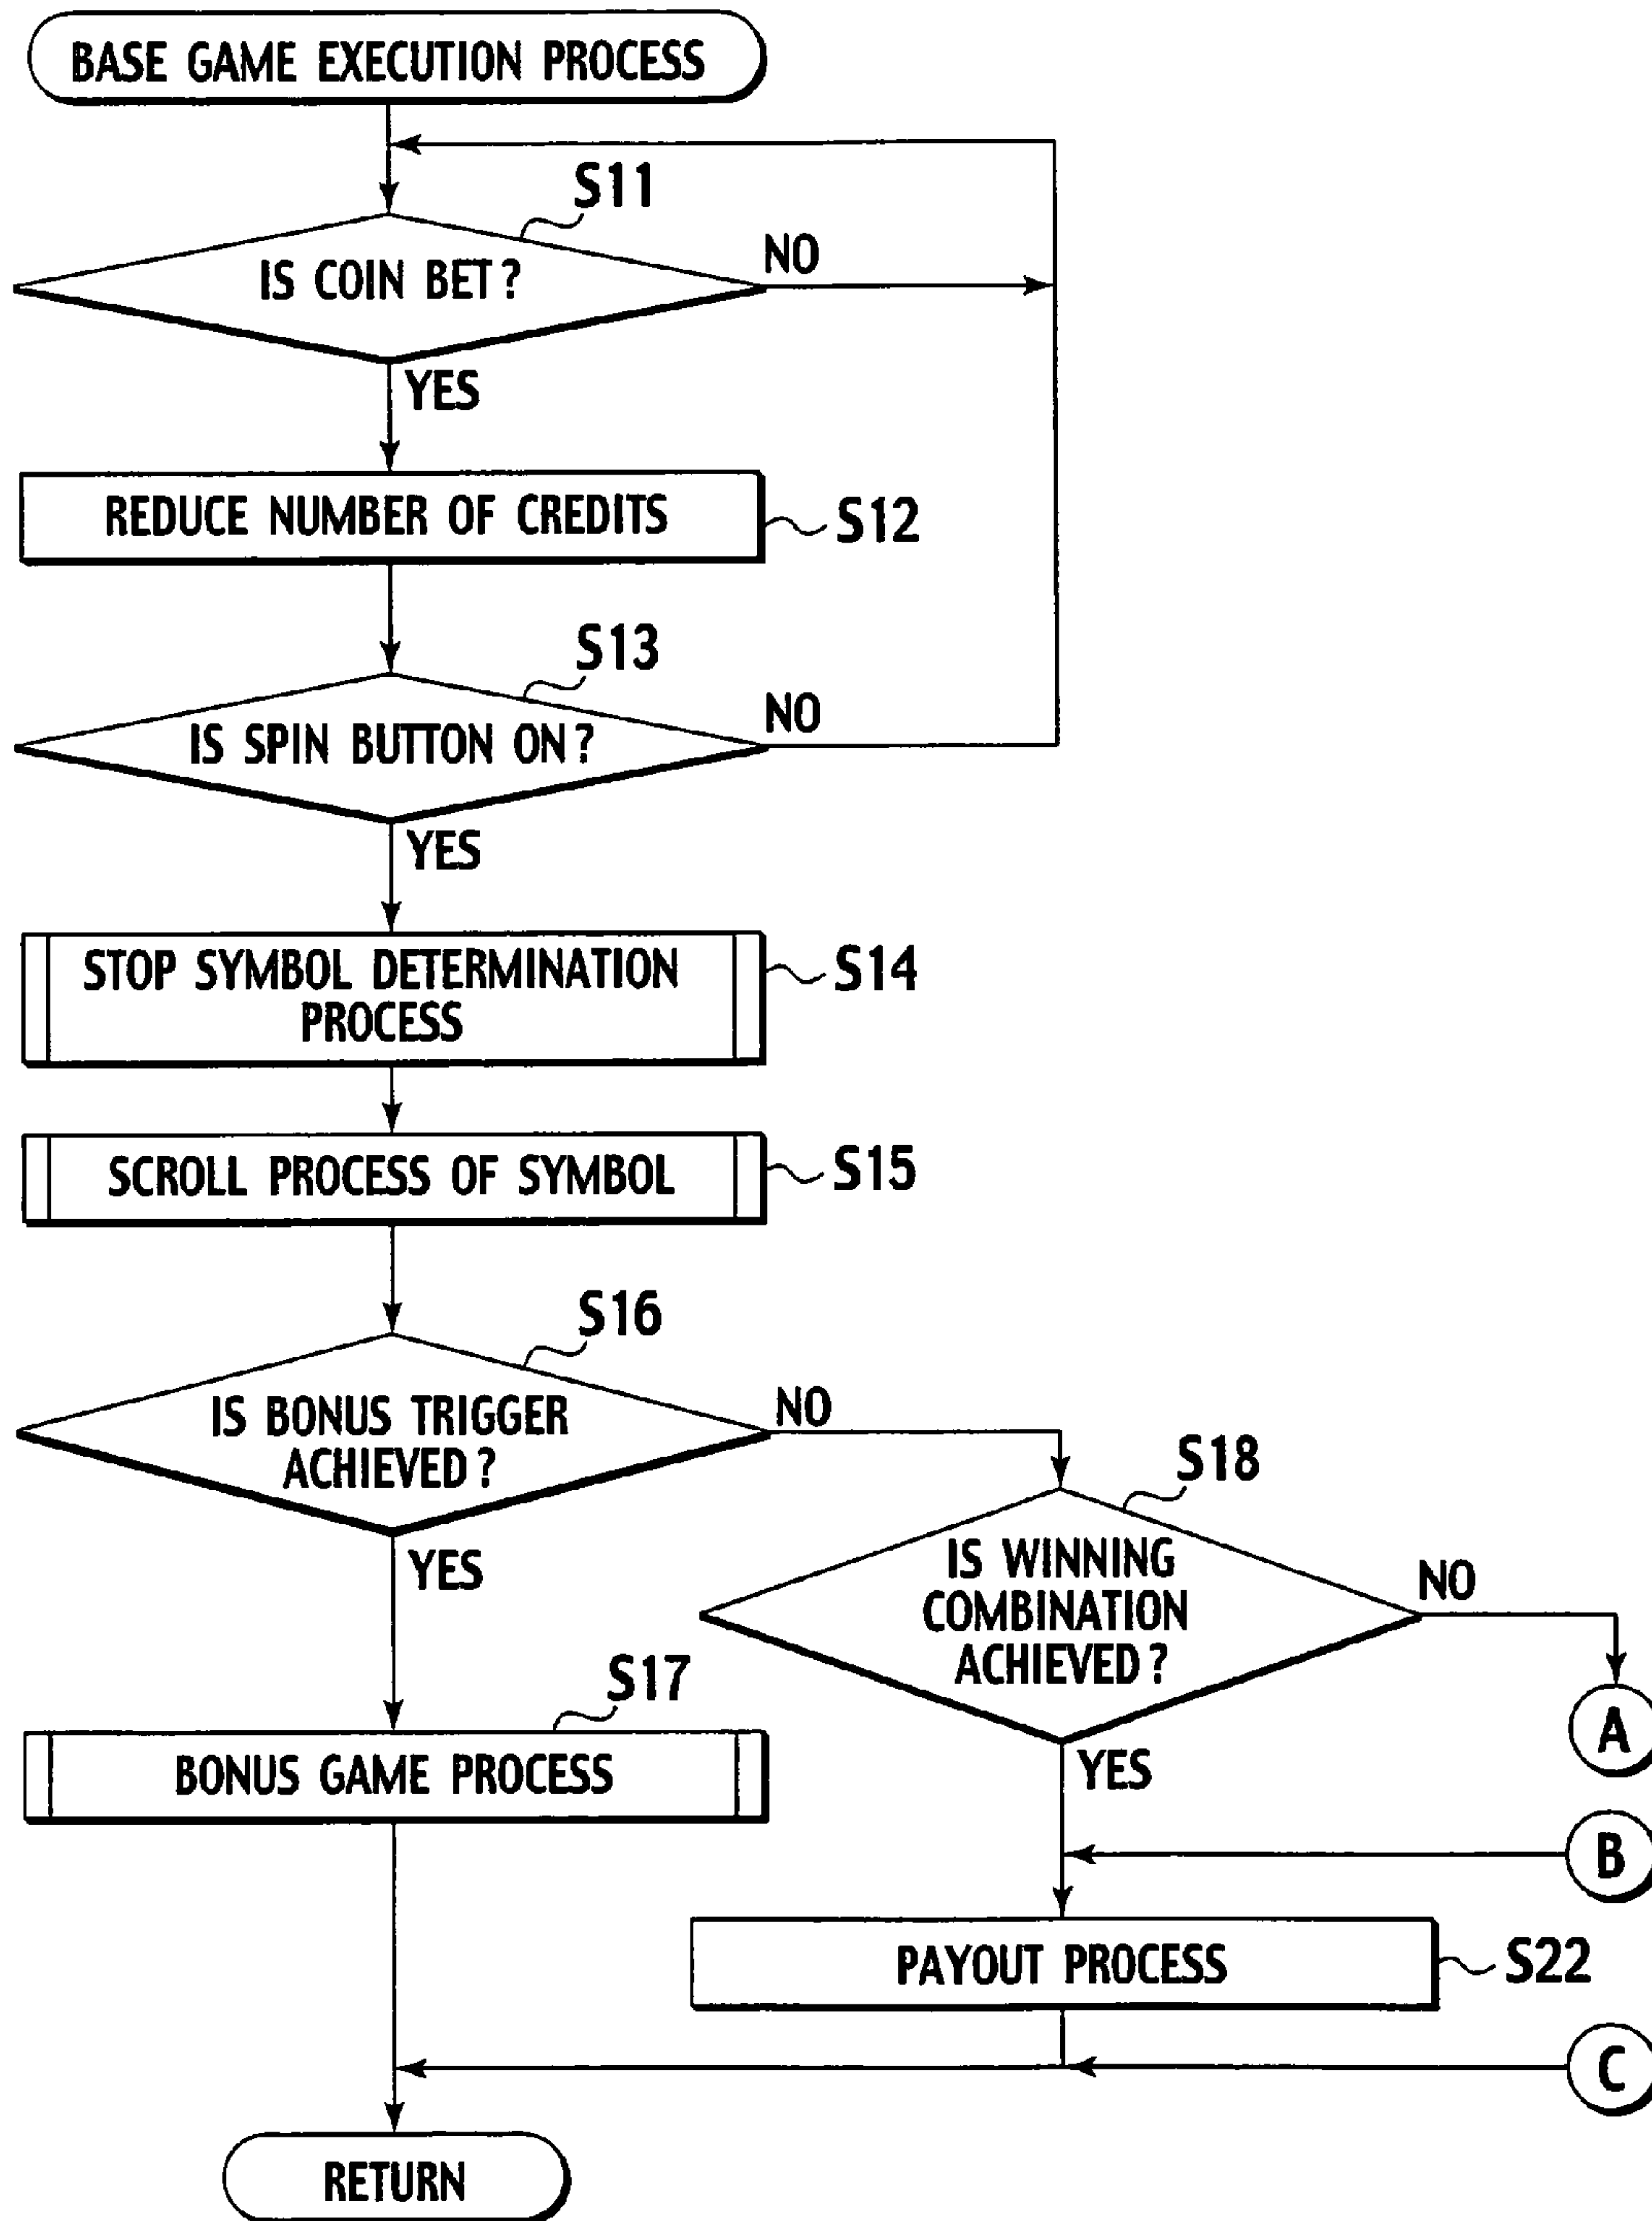 BASE GAME EXECUTION PROCESS
S11
IS COIN BET?
NO
YES
REDUCE NUMBER OF CREDITS
S12
S13
IS SPIN BUTTON ON?
NO
YES
STOP SYMBOL DETERMINATION
PROCESS
S14
SCROLL PROCESS OF SYMBOL
S15
S16
IS BONUS TRIGGER
ACHIEVED?
NO
YES
S18
IS WINNING
COMBINATION
ACHIEVED?
NO
A
YES
S17
BONUS GAME PROCESS
B
PAYOUT PROCESS
S22
C
RETURN